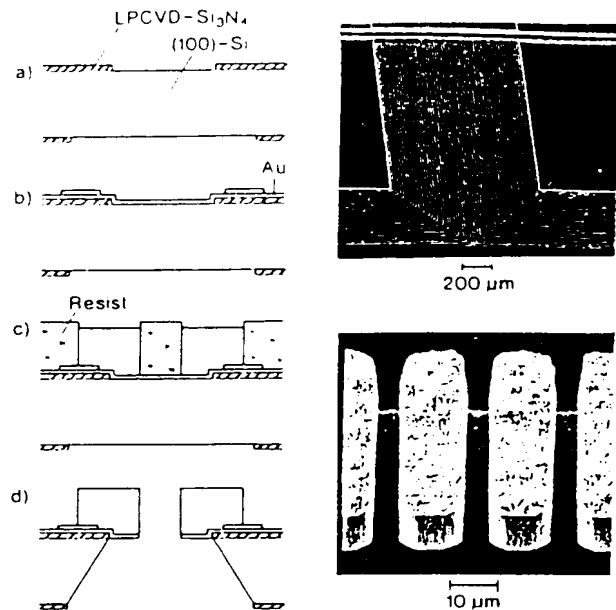 LPCVD-Si₃N₄
(100)-Si
a)
Au
b)
Resist
c)
d)
200 µm
10 µm